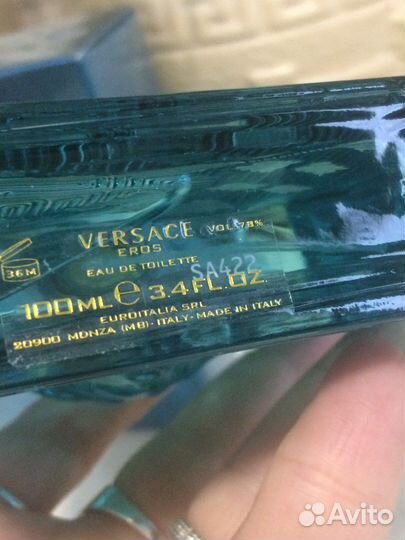 VERSACE VOL.78%
EROS
36M
EAU DE TOILETTE
SA422
100ML ℮ 3.4FL.OZ.
EUROITALIA SRL
20900 MONZA (MB)-ITALY-MADE IN ITALY
Avito